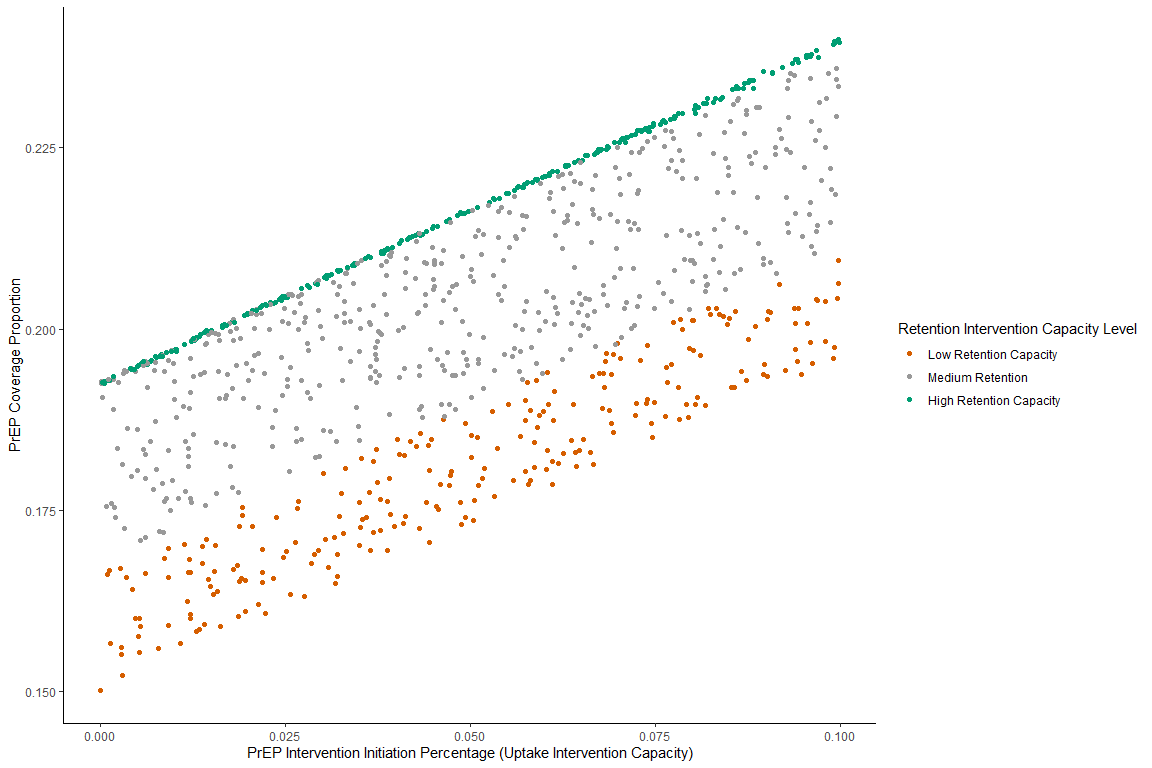 PrEP Coverage Proportion
0.225
0.200
0.175
0.150
0.000
0.025
0.050
0.075
0.100
PrEP Intervention Initiation Percentage (Uptake Intervention Capacity)
Retention Intervention Capacity Level
Low Retention Capacity
Medium Retention
High Retention Capacity